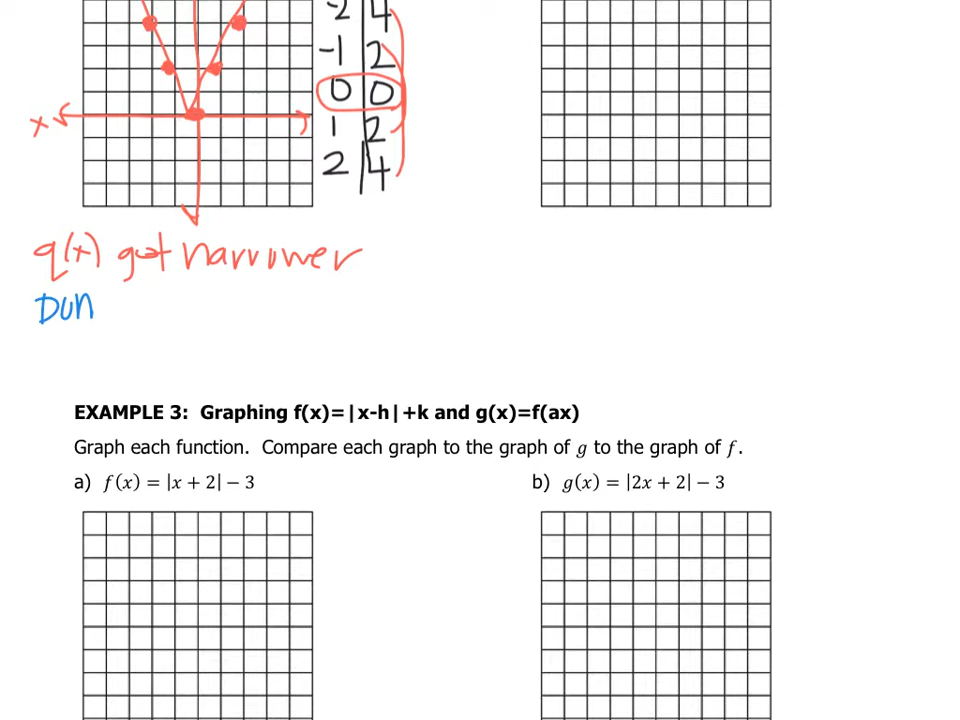 -2 4
-1 2
0 0
x
1 2
2 4
q(x) got narrower
Dun
EXAMPLE 3: Graphing f(x)=|x-h|+k and g(x)=f(ax)
Graph each function. Compare each graph to the graph of g to the graph of f.
a) f(x) = |x + 2| − 3
b) g(x) = |2x + 2| − 3